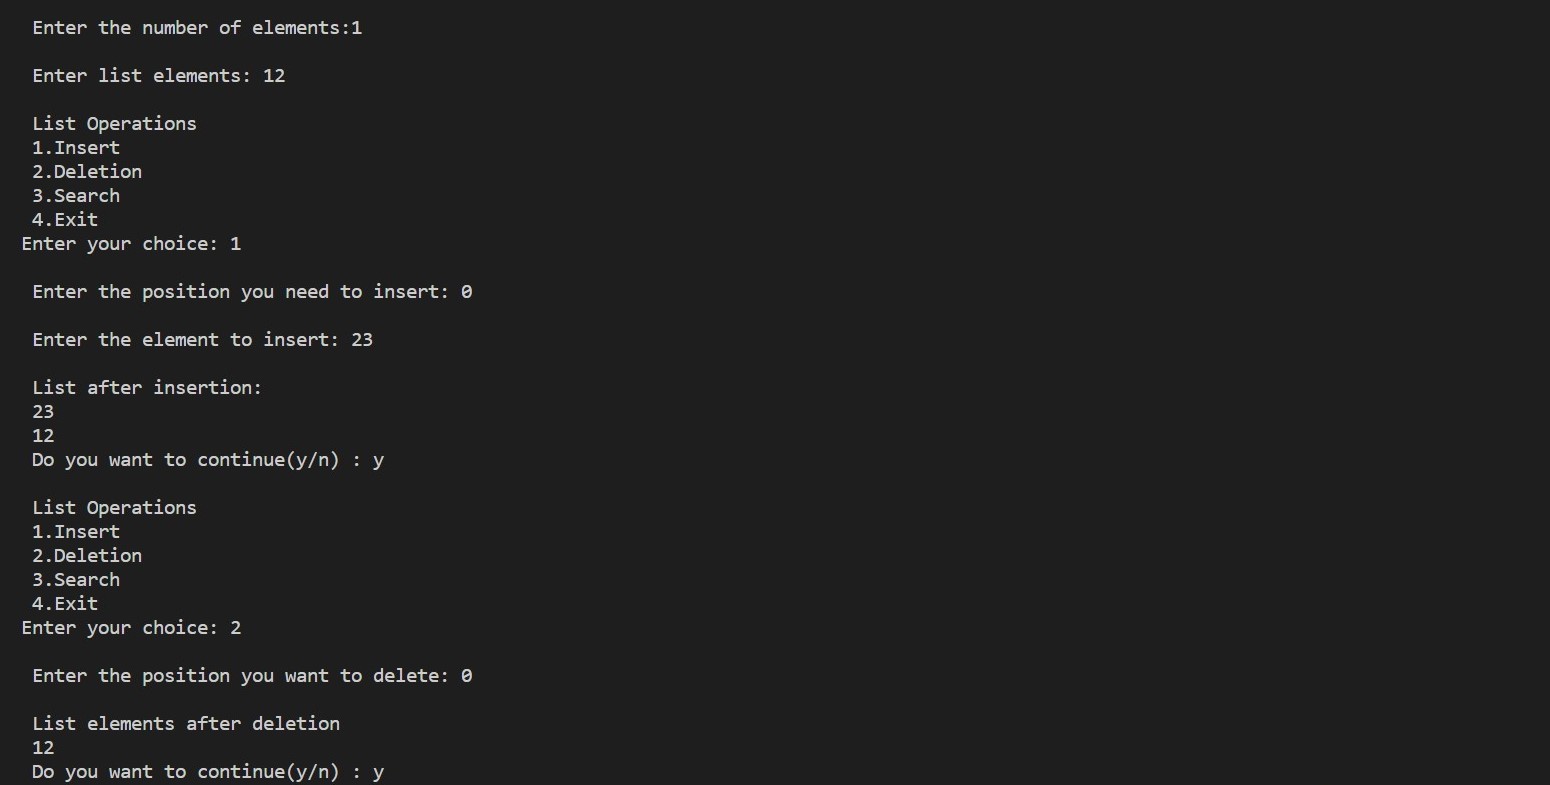 Enter the number of elements:1
Enter list elements: 12
List Operations
1.Insert
2.Deletion
3.Search
4.Exit
Enter your choice: 1
Enter the position you need to insert: 0
Enter the element to insert: 23
List after insertion:
23
12
Do you want to continue(y/n) : y
List Operations
1.Insert
2.Deletion
3.Search
4.Exit
Enter your choice: 2
Enter the position you want to delete: 0
List elements after deletion
12
Do you want to continue(y/n) : y